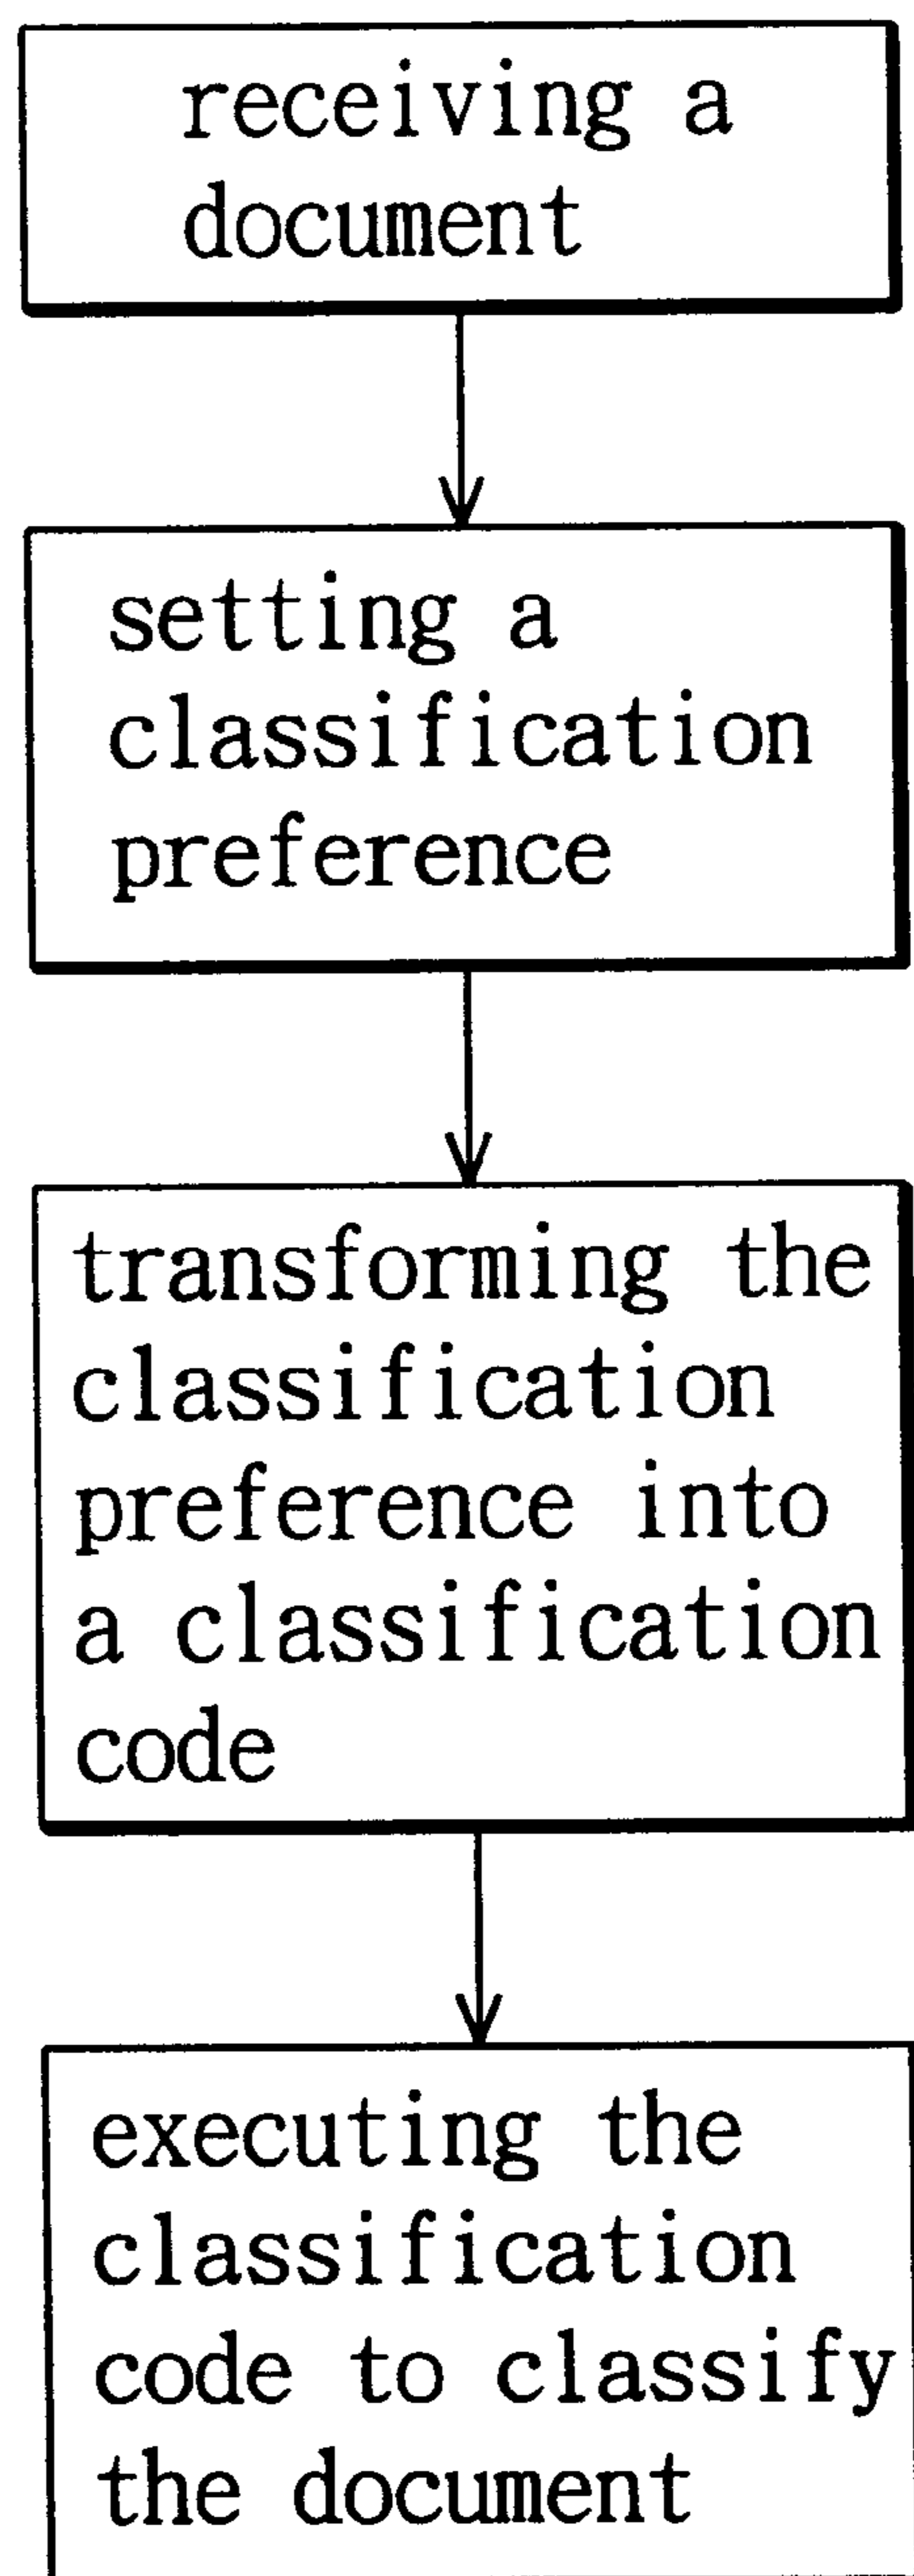 receiving a
document
setting a
classification
preference
transforming the
classification
preference into
a classification
code
executing the
classification
code to classify
the document